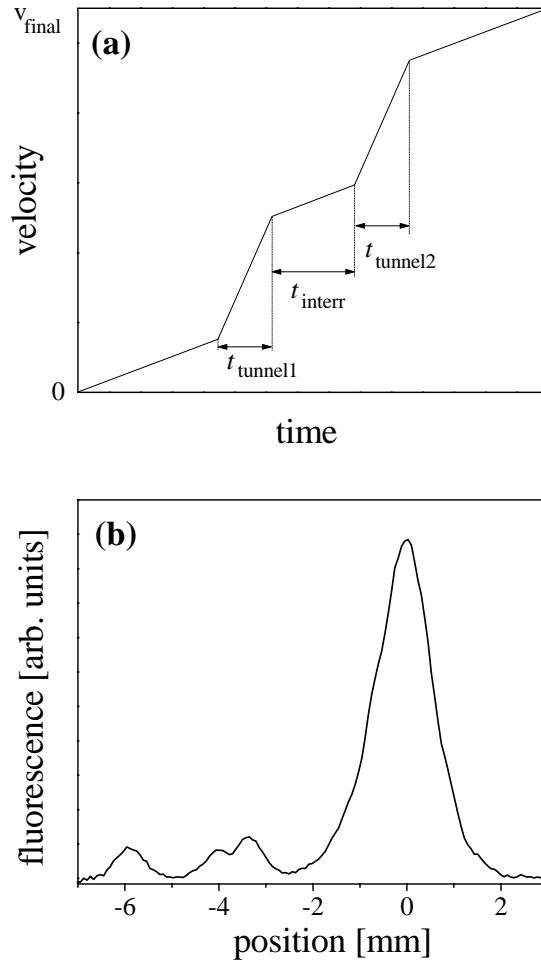 v_final
(a)
velocity
t_tunnel2
t_interr
t_tunnel1
0
time
(b)
fluorescence [arb. units]
-6 -4 -2 0 2
position [mm]